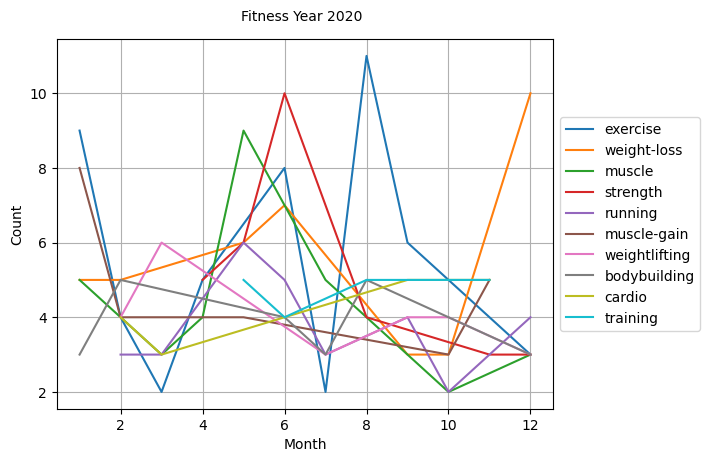 Fitness Year 2020
10
8
6
4
2
Count
2 4 6 8 10 12
Month
exercise
weight-loss
muscle
strength
running
muscle-gain
weightlifting
bodybuilding
cardio
training